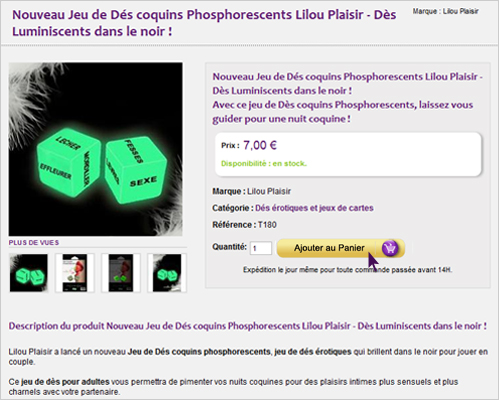 Nouveau Jeu de Dés coquins Phosphorescents Lilou Plaisir - Dès
Luminiscents dans le noir !
Marque : Lilou Plaisir
LECHER
EFFLEURER
MORDILLER
FESSES
SEXE
PLUS DE VUES
Nouveau Jeu de Dés coquins Phosphorescents Lilou Plaisir -
Dès Luminiscents dans le noir !
Avec ce jeu de Dès coquins Phosphorescents, laissez vous
guider pour une nuit coquine !
Prix : 7,00 €
Disponibilité : en stock.
Marque : Lilou Plaisir
Catégorie : Dés érotiques et jeux de cartes
Référence : T180
Quantité: 1 Ajouter au Panier
Expédition le jour même pour toute commande passée avant 14H.
Description du produit Nouveau Jeu de Dés coquins Phosphorescents Lilou Plaisir - Dès Luminiscents dans le noir !
Lilou Plaisir a lancé un nouveau Jeu de Dés coquins phosphorescents, jeu de dés érotiques qui brillent dans le noir pour jouer en
couple.
Ce jeu de dès pour adultes vous permettra de pimenter vos nuits coquines pour des plaisirs intimes plus sensuels et plus
charnels avec votre partenaire.